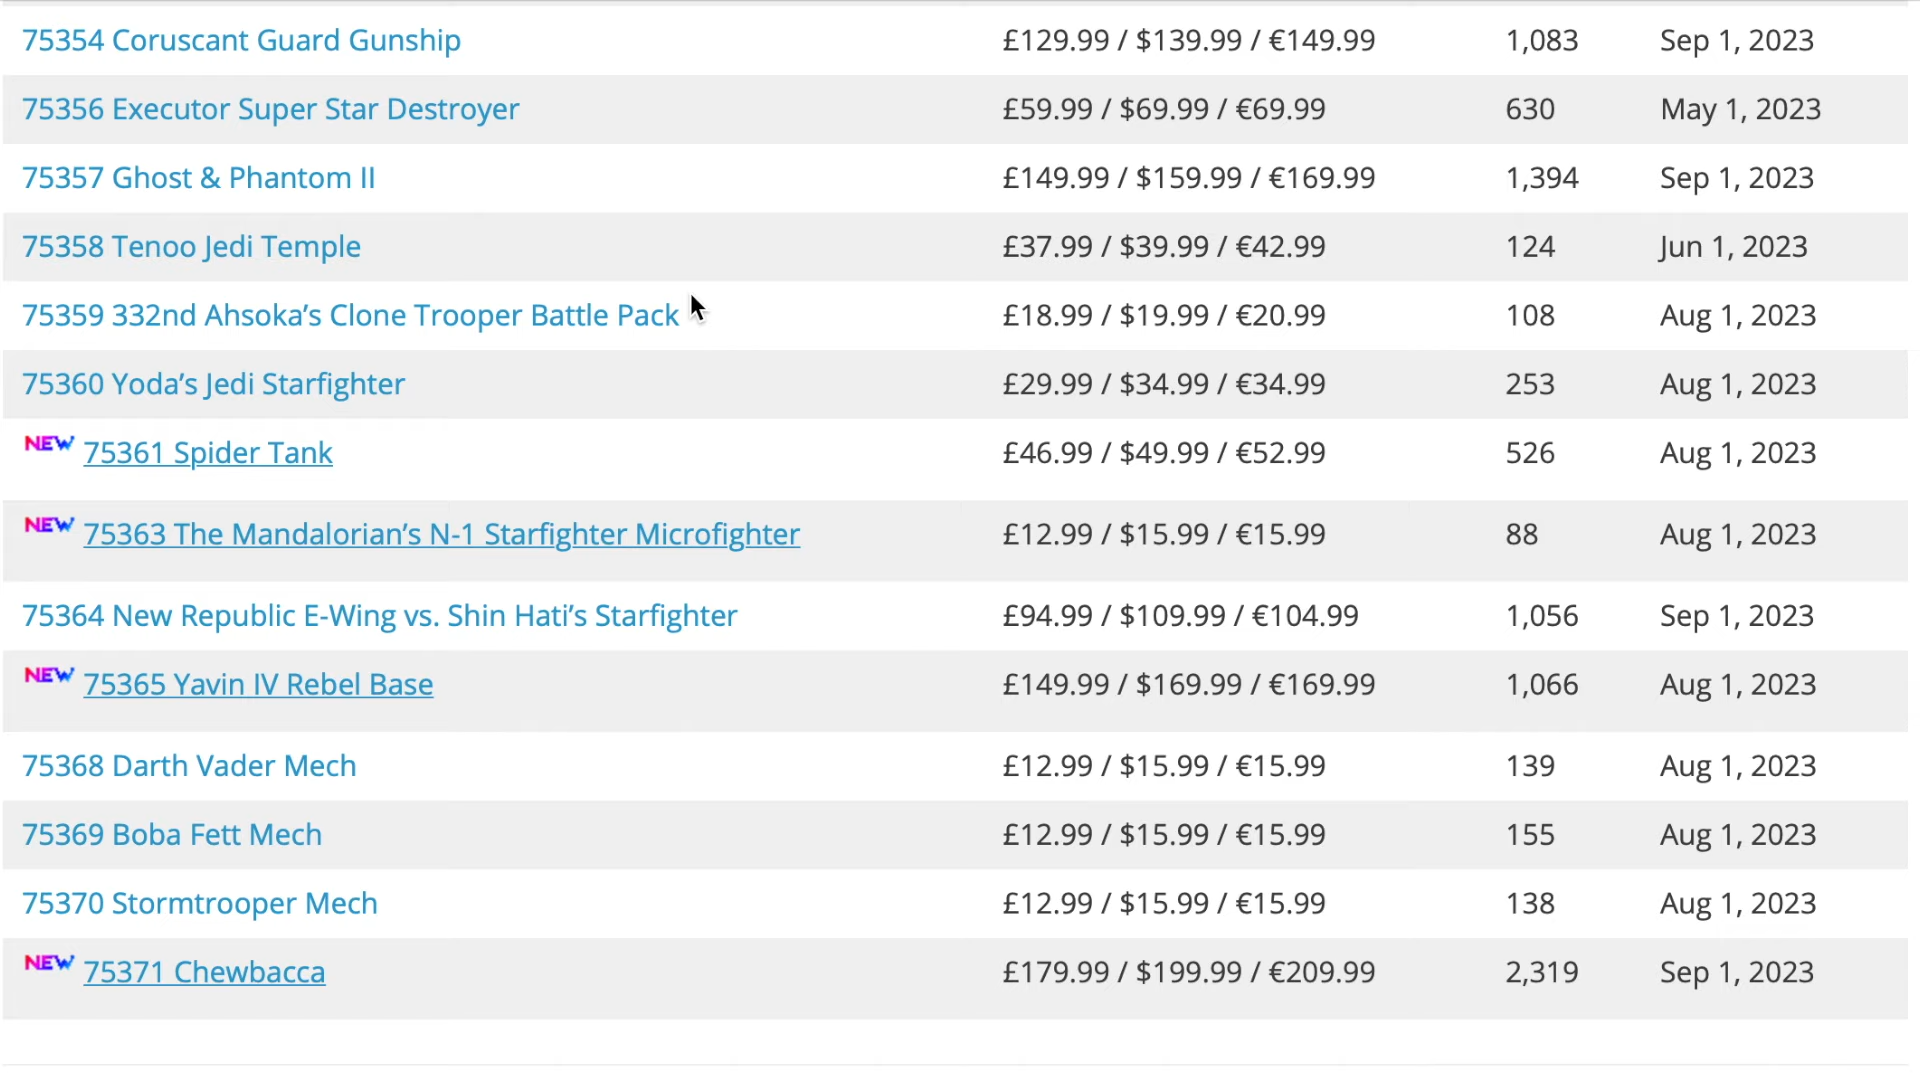 75354 Coruscant Guard Gunship £129.99 / $139.99 / €149.99 1,083 Sep 1, 2023
75356 Executor Super Star Destroyer £59.99 / $69.99 / €69.99 630 May 1, 2023
75357 Ghost & Phantom II £149.99 / $159.99 / €169.99 1,394 Sep 1, 2023
75358 Tenoo Jedi Temple £37.99 / $39.99 / €42.99 124 Jun 1, 2023
75359 332nd Ahsoka’s Clone Trooper Battle Pack £18.99 / $19.99 / €20.99 108 Aug 1, 2023
75360 Yoda’s Jedi Starfighter £29.99 / $34.99 / €34.99 253 Aug 1, 2023
NEW 75361 Spider Tank £46.99 / $49.99 / €52.99 526 Aug 1, 2023
NEW 75363 The Mandalorian’s N-1 Starfighter Microfighter £12.99 / $15.99 / €15.99 88 Aug 1, 2023
75364 New Republic E-Wing vs. Shin Hati’s Starfighter £94.99 / $109.99 / €104.99 1,056 Sep 1, 2023
NEW 75365 Yavin IV Rebel Base £149.99 / $169.99 / €169.99 1,066 Aug 1, 2023
75368 Darth Vader Mech £12.99 / $15.99 / €15.99 139 Aug 1, 2023
75369 Boba Fett Mech £12.99 / $15.99 / €15.99 155 Aug 1, 2023
75370 Stormtrooper Mech £12.99 / $15.99 / €15.99 138 Aug 1, 2023
NEW 75371 Chewbacca £179.99 / $199.99 / €209.99 2,319 Sep 1, 2023